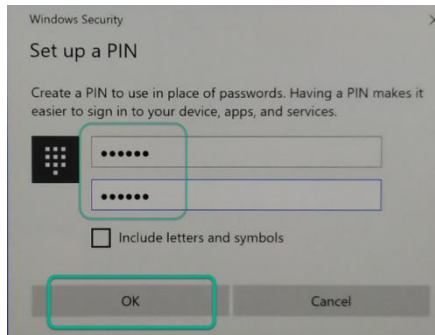 Windows Security
Set up a PIN
Create a PIN to use in place of passwords. Having a PIN makes it
easier to sign in to your device, apps, and services.
••••••
••••••
Include letters and symbols
OK
Cancel